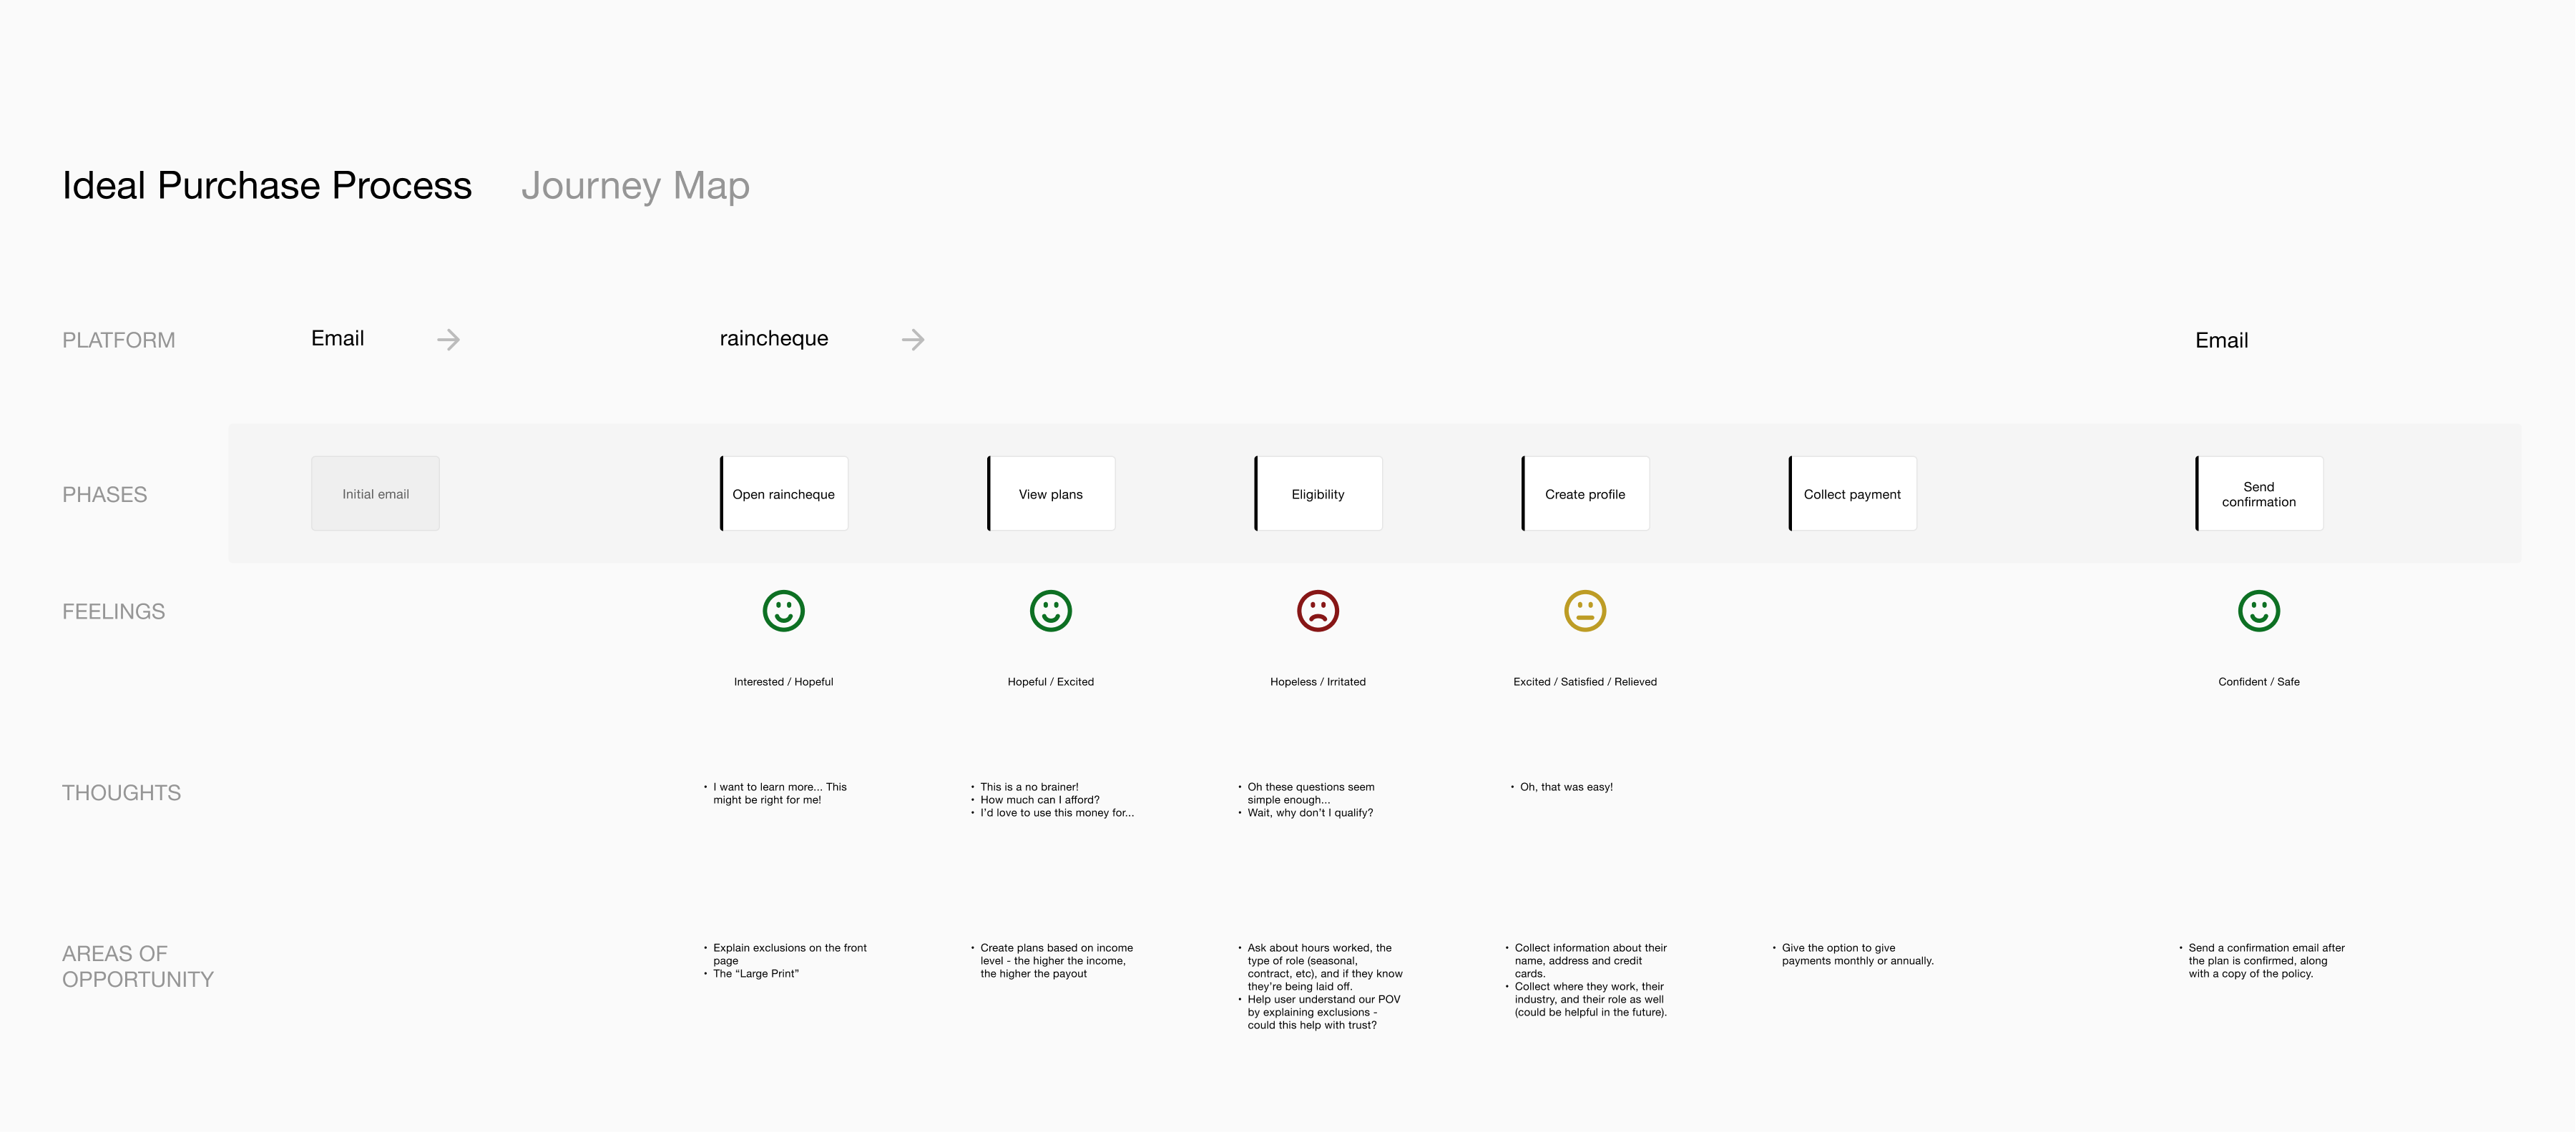 Ideal Purchase Process Journey Map
PLATFORM
Email
raincheque
Email
PHASES
Initial email
Open raincheque
View plans
Eligibility
Create profile
Collect payment
Send
confirmation
FEELINGS
Interested / Hopeful
Hopeful / Excited
Hopeless / Irritated
Excited / Satisfied / Relieved
Confident / Safe
THOUGHTS
• I want to learn more... This
might be right for me!
• This is a no brainer!
• How much can I afford?
• I’d love to use this money for...
• Oh these questions seem
simple enough...
• Wait, why don’t I qualify?
• Oh, that was easy!
AREAS OF
OPPORTUNITY
• Explain exclusions on the front
page
• The “Large Print”
• Create plans based on income
level - the higher the income,
the higher the payout
• Ask about hours worked, the
type of role (seasonal,
contract, etc), and if they know
they’re being laid off.
• Help user understand our POV
by explaining exclusions -
could this help with trust?
• Collect information about their
name, address and credit
cards.
• Collect where they work, their
industry, and their role as well
(could be helpful in the future).
• Give the option to give
payments monthly or annually.
• Send a confirmation email after
the plan is confirmed, along
with a copy of the policy.